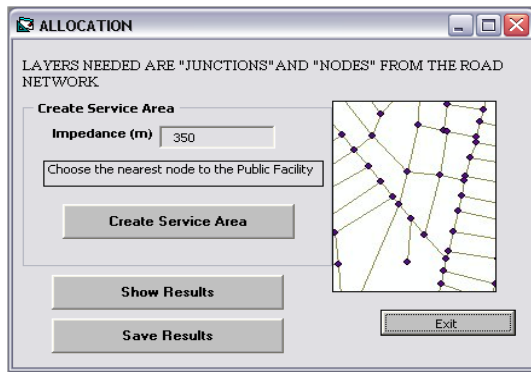 ALLOCATION
LAYERS NEEDED ARE "JUNCTIONS"AND "NODES" FROM THE ROAD
NETWORK
Create Service Area
Impedance (m) 350
Choose the nearest node to the Public Facility
Create Service Area
Show Results
Save Results
Exit